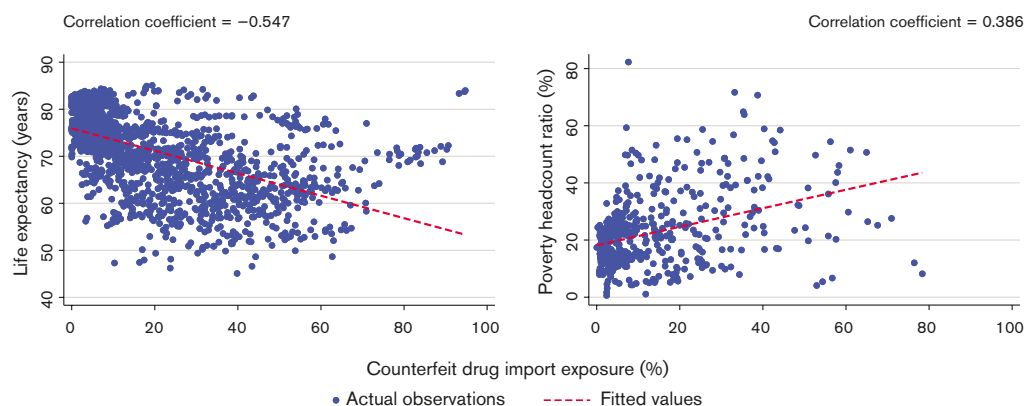 Correlation coefficient = −0.547
Correlation coefficient = 0.386
Life expectancy (years)
90
80
70
60
50
40
0 20 40 60 80 100
Poverty headcount ratio (%)
80
60
40
20
0
0 20 40 60 80 100
Counterfeit drug import exposure (%)
Actual observations Fitted values